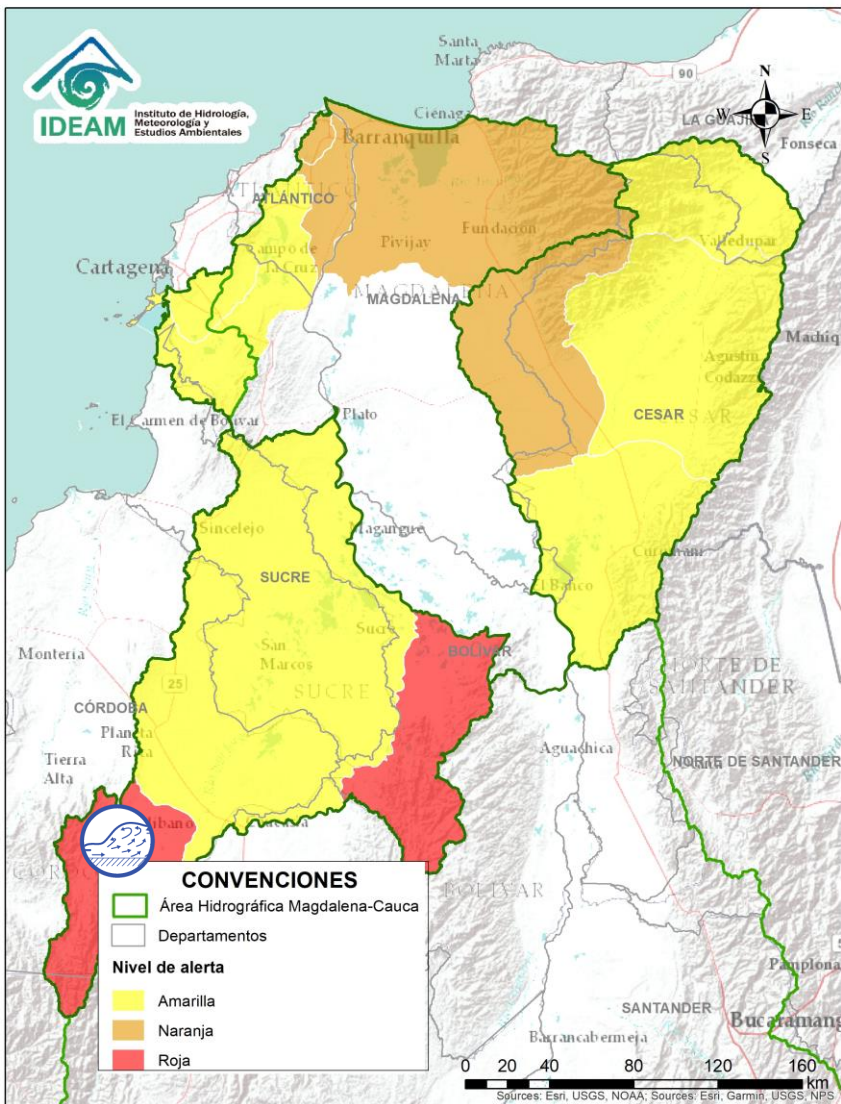 IDEAM
Instituto de Hidrología,
Meteorología y
Estudios Ambientales
Santa
Marta
90
N
W E
S
LA GUAJI
Fonseca
Ciénaga
Barranquilla
ATLÁNTICO
Fundación
Pivijay
Valledupar
Campo de
la Cruz
Cartagena
MAGDALENA
Agustín
Codazzi
CESAR
El Carmen de Bolívar
Plato
Sincelejo
Magangue
SUCRE
El Banco
Sucre
San
Marcos
SUCRE
BOLÍVAR
Montería
25
NORTE DE
SANTANDER
CÓRDOBA
Planeta
Rica
Tierra
Alta
Aguachica
NORTE DE SANTANDER
BOLÍVAR
CONVENCIONES
Área Hidrográfica Magdalena-Cauca
Departamentos
Nivel de alerta
Amarilla
Naranja
Roja
Pamplona
SANTANDER
Bucaramang
Barrancabermeja
0 20 40 80 120 160
km
Sources: Esri, USGS, NOAA; Sources: Esri, Garmin, USGS, NPS